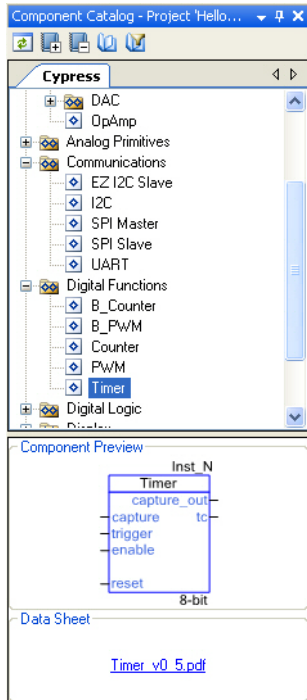 Component Catalog - Project 'Hello...
Cypress
DAC
OpAmp
Analog Primitives
Communications
EZ I2C Slave
I2C
SPI Master
SPI Slave
UART
Digital Functions
B_Counter
B_PWM
Counter
PWM
Timer
Digital Logic
Display
Component Preview
Inst_N
Timer
capture_out
capture tc
trigger
enable
reset
8-bit
Data Sheet
Timer_v0_5.pdf